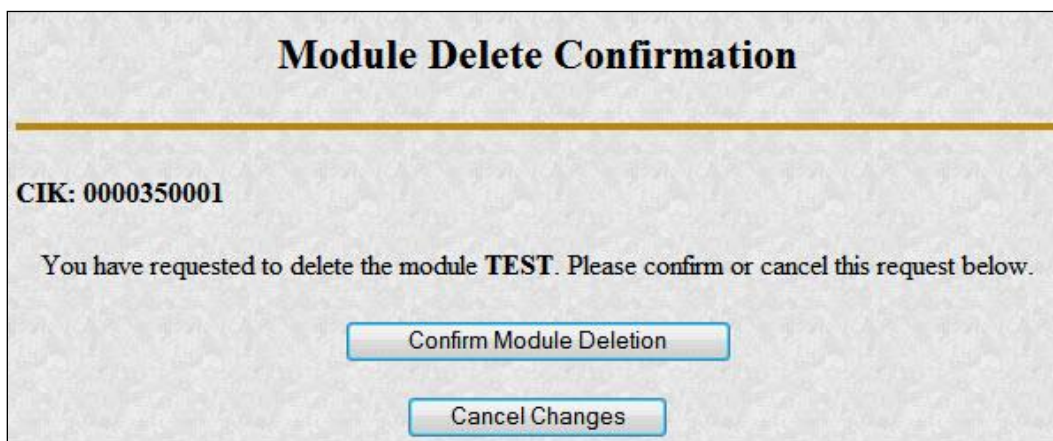 Module Delete Confirmation
CIK: 0000350001
You have requested to delete the module TEST. Please confirm or cancel this request below.
Confirm Module Deletion
Cancel Changes